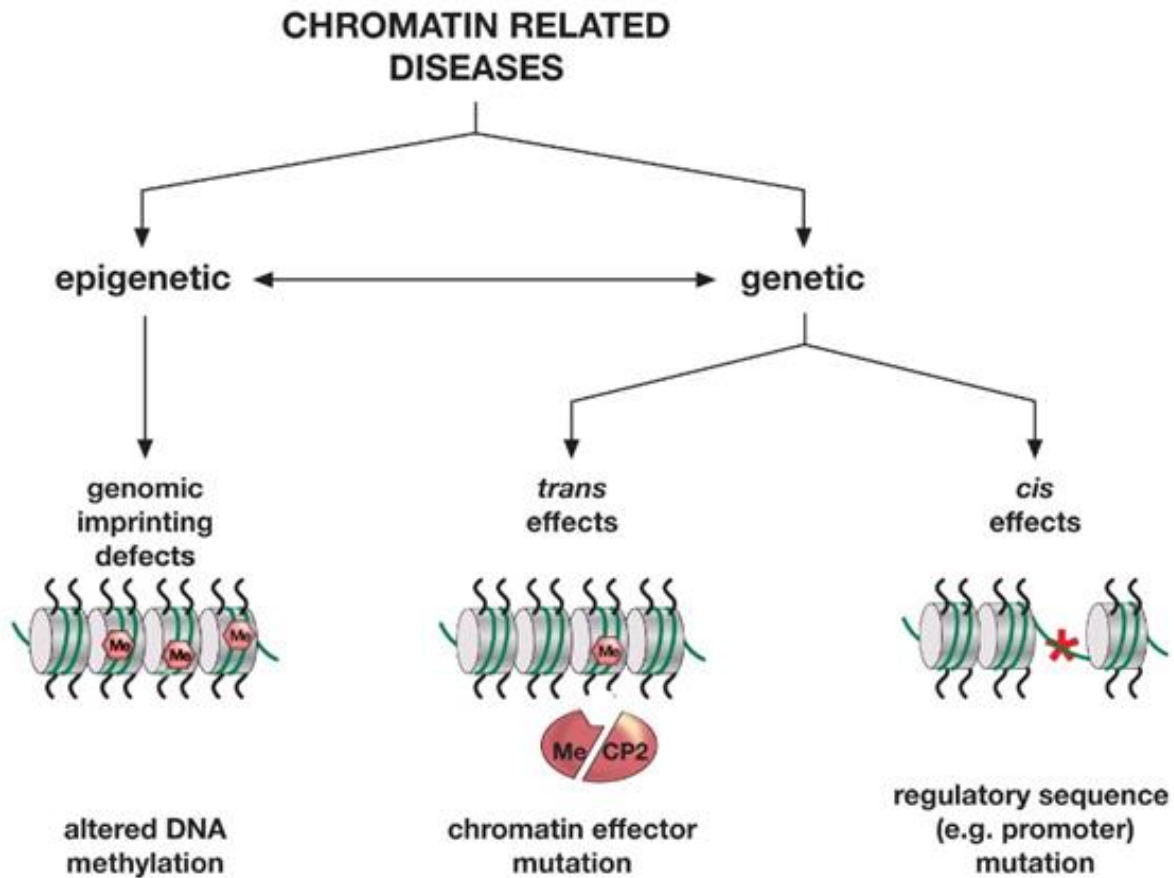 CHROMATIN RELATED
DISEASES
epigenetic
genetic
genomic
imprinting
defects
trans
effects
cis
effects
Me
Me
Me
Me
*
Me CP2
altered DNA
methylation
chromatin effector
mutation
regulatory sequence
(e.g. promoter)
mutation